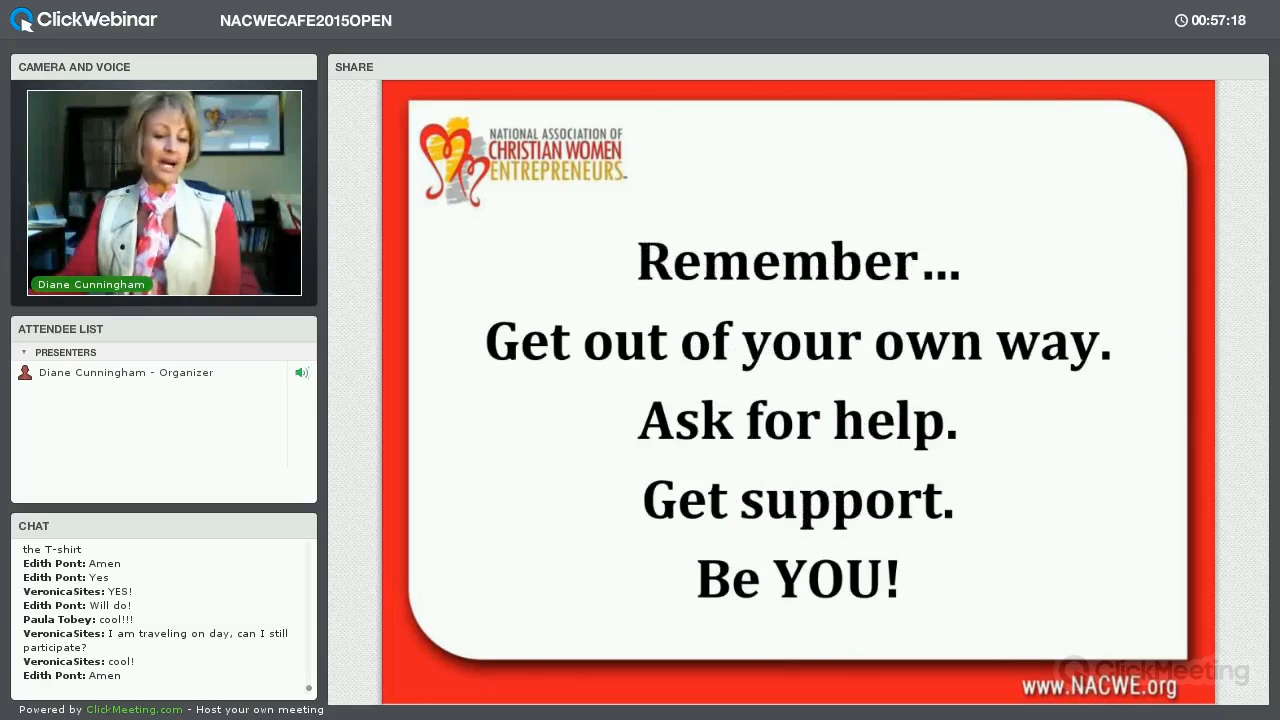 ClickWebinar
NACWECAFE2015OPEN
00:57:18
CAMERA AND VOICE
Diane Cunningham
ATTENDEE LIST
PRESENTERS
Diane Cunningham - Organizer
CHAT
the T-shirt
Edith Pont: Amen
Edith Pont: Yes
VeronicaSites: YES!
Edith Pont: Will do!
Paula Tobey: cool!!!
VeronicaSites: I am traveling on day, can I still
participate?
VeronicaSites: cool!
Edith Pont: Amen
Powered by ClickMeeting.com - Host your own meeting
SHARE
NATIONAL ASSOCIATION OF
CHRISTIAN WOMEN
ENTREPRENEURS
Remember...
Get out of your own way.
Ask for help.
Get support.
Be YOU!
ClickMeeting
www.NACWE.org